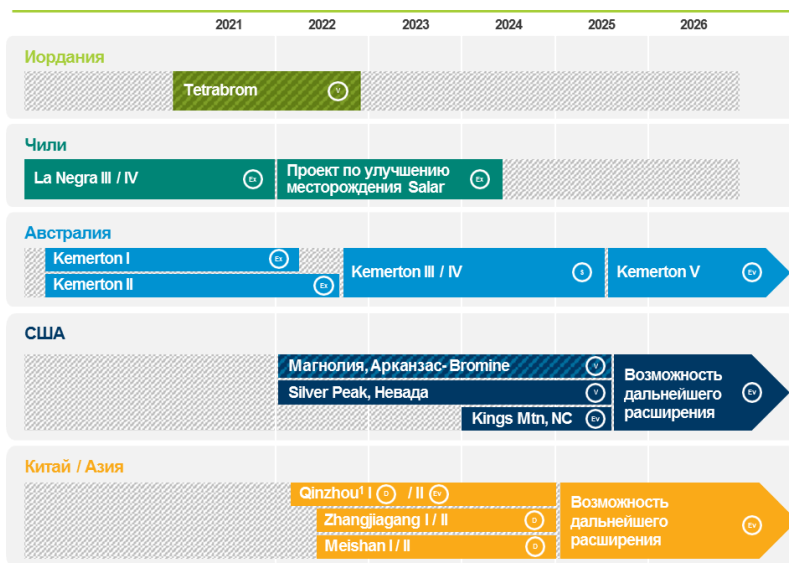 2021 2022 2023 2024 2025 2026
Иордания
Tetrabrom V
Чили
La Negra III / IV Ex
Проект по улучшению
месторождения Salar Ex
Австралия
Kemerton I Ex
Kemerton II Ex
Kemerton III / IV $
Kemerton V Ev
США
Магнолия, Арканзас- Bromine V
Silver Peak, Невада V
Kings Mtn, NC Ev
Возможность
дальнейшего
расширения Ev
Китай / Азия
Qinzhou¹ I D / II Ev
Zhangjiagang I / II D
Meishan I / II D
Возможность
дальнейшего
расширения Ev